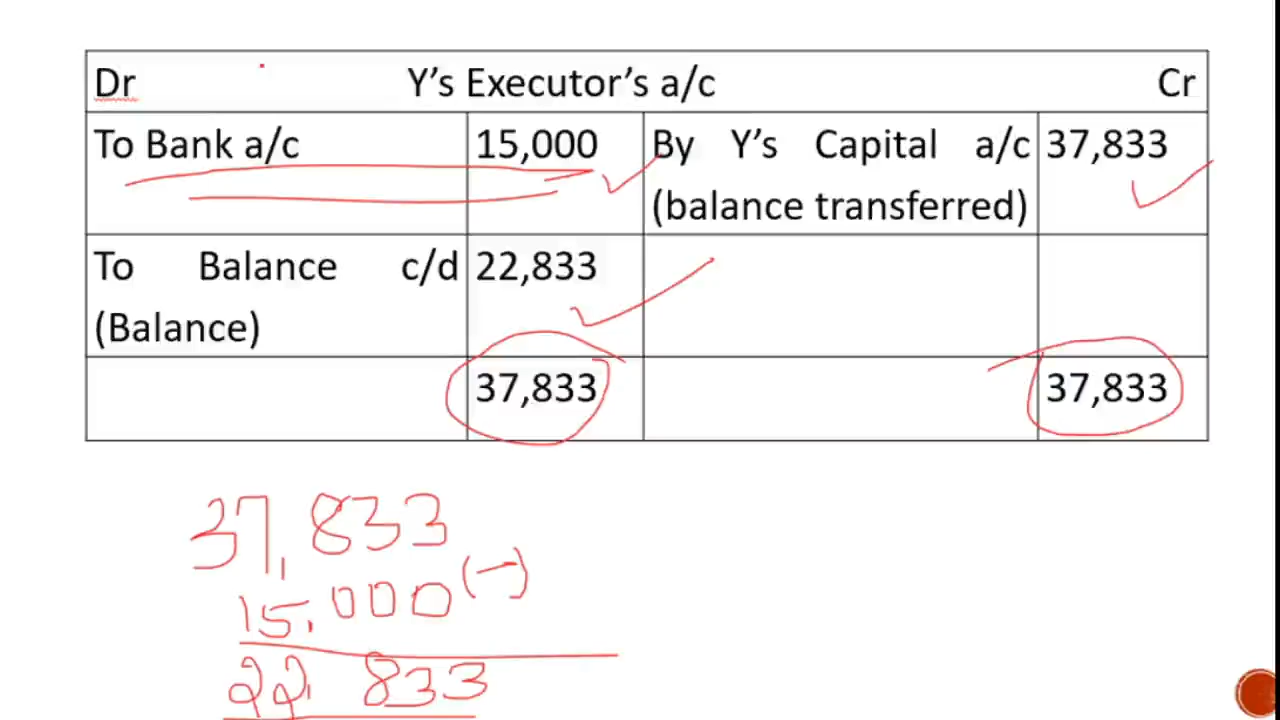 Dr Y's Executor's a/c Cr
To Bank a/c 15,000 By Y's Capital a/c 37,833
(balance transferred)
To Balance c/d 22,833
(Balance)
37,833 37,833
37,833
15,000 (-)
22,833